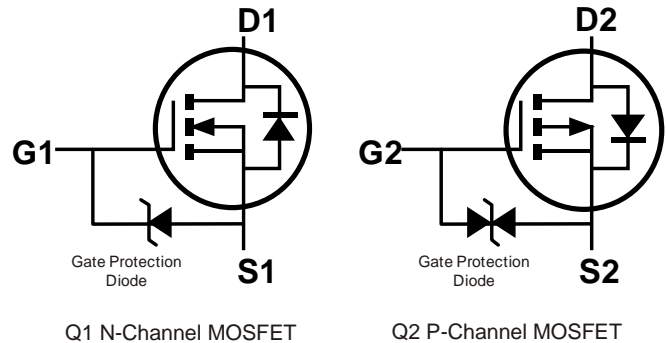 D1
D2
G1
G2
Gate Protection
Diode
S1
Gate Protection
Diode
S2
Q1 N-Channel MOSFET
Q2 P-Channel MOSFET